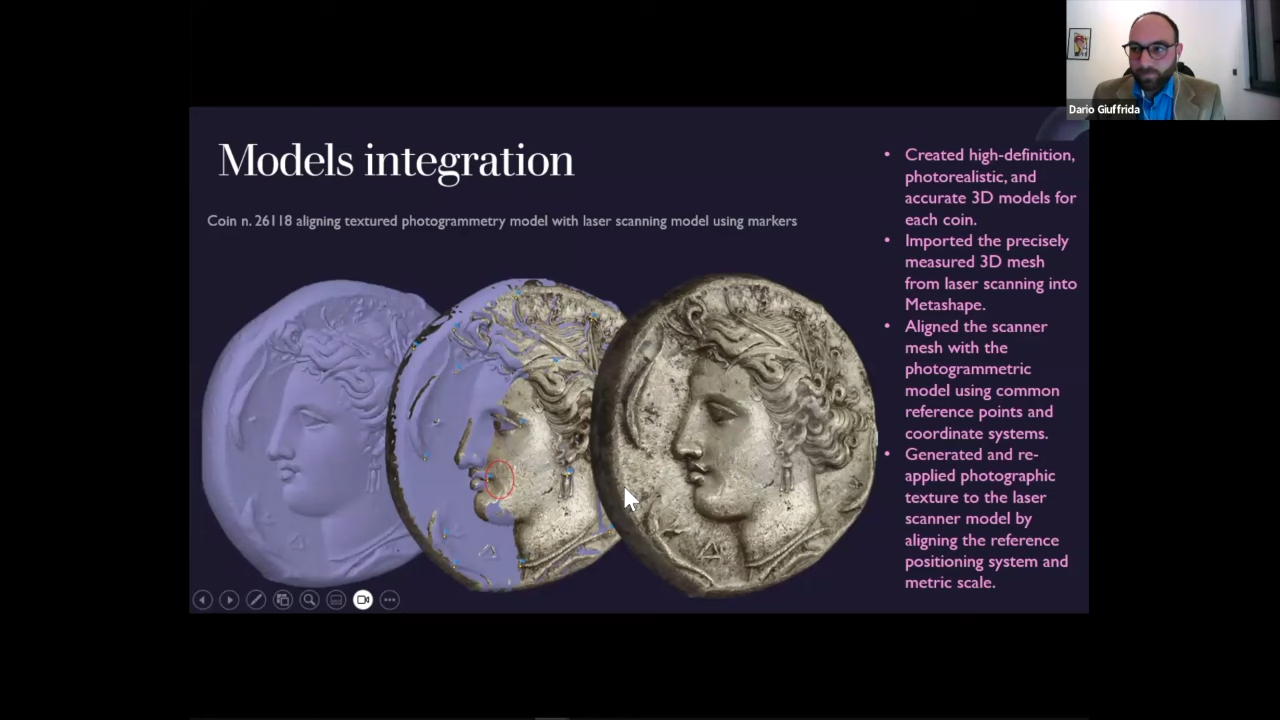 Dario Giuffrida
Models integration
Coin n. 26118 aligning textured photogrammetry model with laser scanning model using markers
• Created high-definition,
photorealistic, and
accurate 3D models for
each coin.
• Imported the precisely
measured 3D mesh
from laser scanning into
Metashape.
• Aligned the scanner
mesh with the
photogrammetric
model using common
reference points and
coordinate systems.
• Generated and re-
applied photographic
texture to the laser
scanner model by
aligning the reference
positioning system and
metric scale.